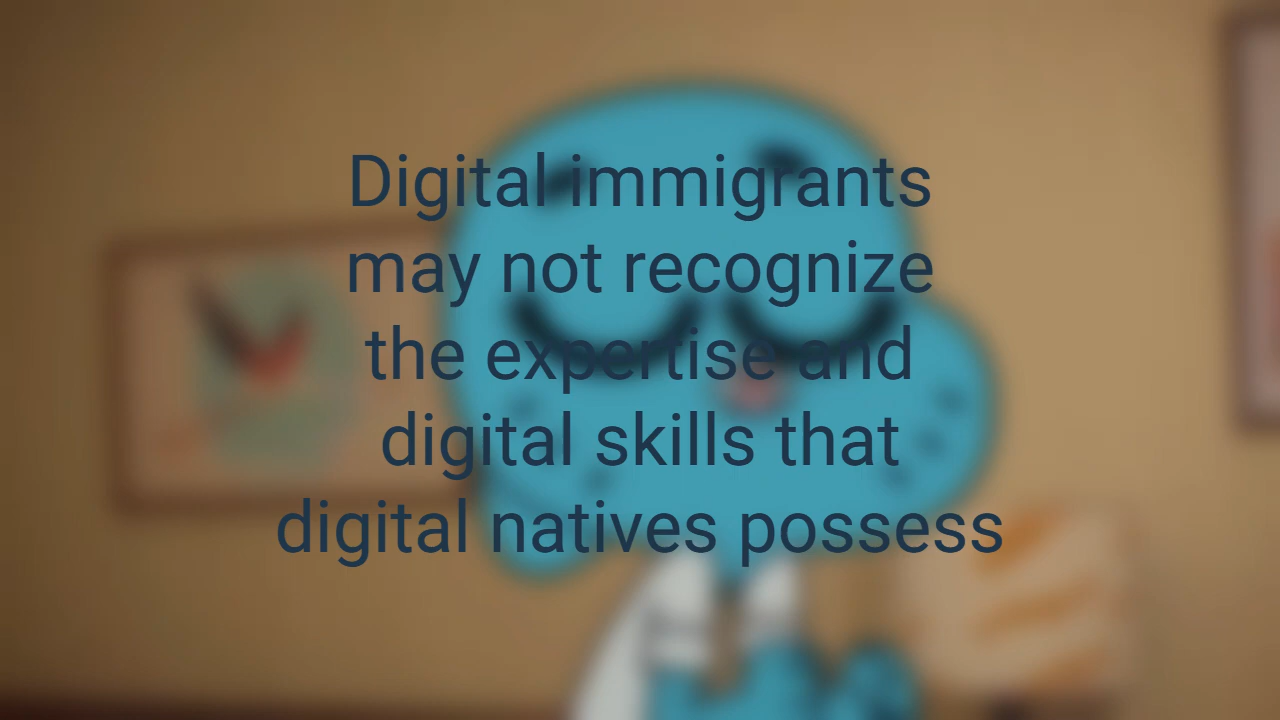 Digital immigrants
may not recognize
the expertise and
digital skills that
digital natives possess